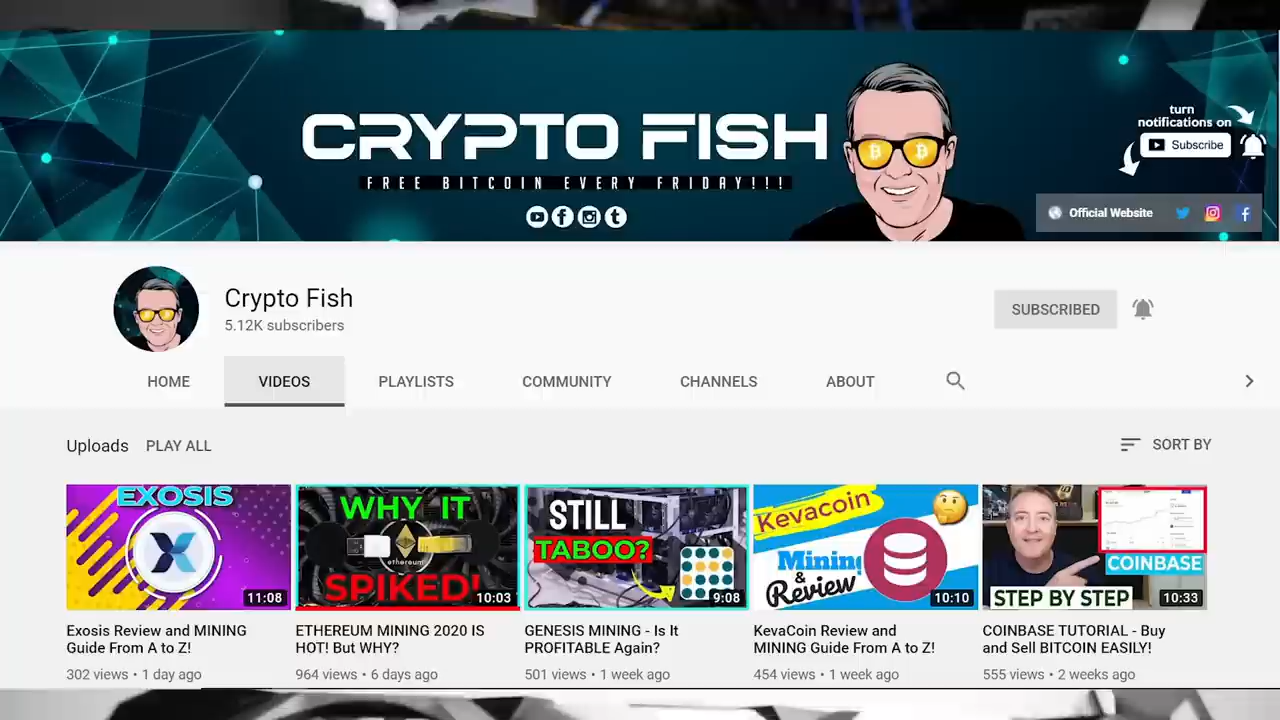 CRYPTO FISH
FREE BITCOIN EVERY FRIDAY!!!
turn
notifications on
Subscribe
Official Website
Crypto Fish
5.12K subscribers
SUBSCRIBED
HOME
VIDEOS
PLAYLISTS
COMMUNITY
CHANNELS
ABOUT
Uploads
PLAY ALL
SORT BY
EXOSIS
11:08
WHY IT
ethereum
SPIKED!
10:03
STILL
TABOO?
9:08
Kevacoin
Mining
&
Review
10:10
COINBASE
STEP BY STEP
10:33
Exosis Review and MINING
Guide From A to Z!
302 views • 1 day ago
ETHEREUM MINING 2020 IS
HOT! But WHY?
964 views • 6 days ago
GENESIS MINING - Is It
PROFITABLE Again?
501 views • 1 week ago
KevaCoin Review and
MINING Guide From A to Z!
454 views • 1 week ago
COINBASE TUTORIAL - Buy
and Sell BITCOIN EASILY!
555 views • 2 weeks ago